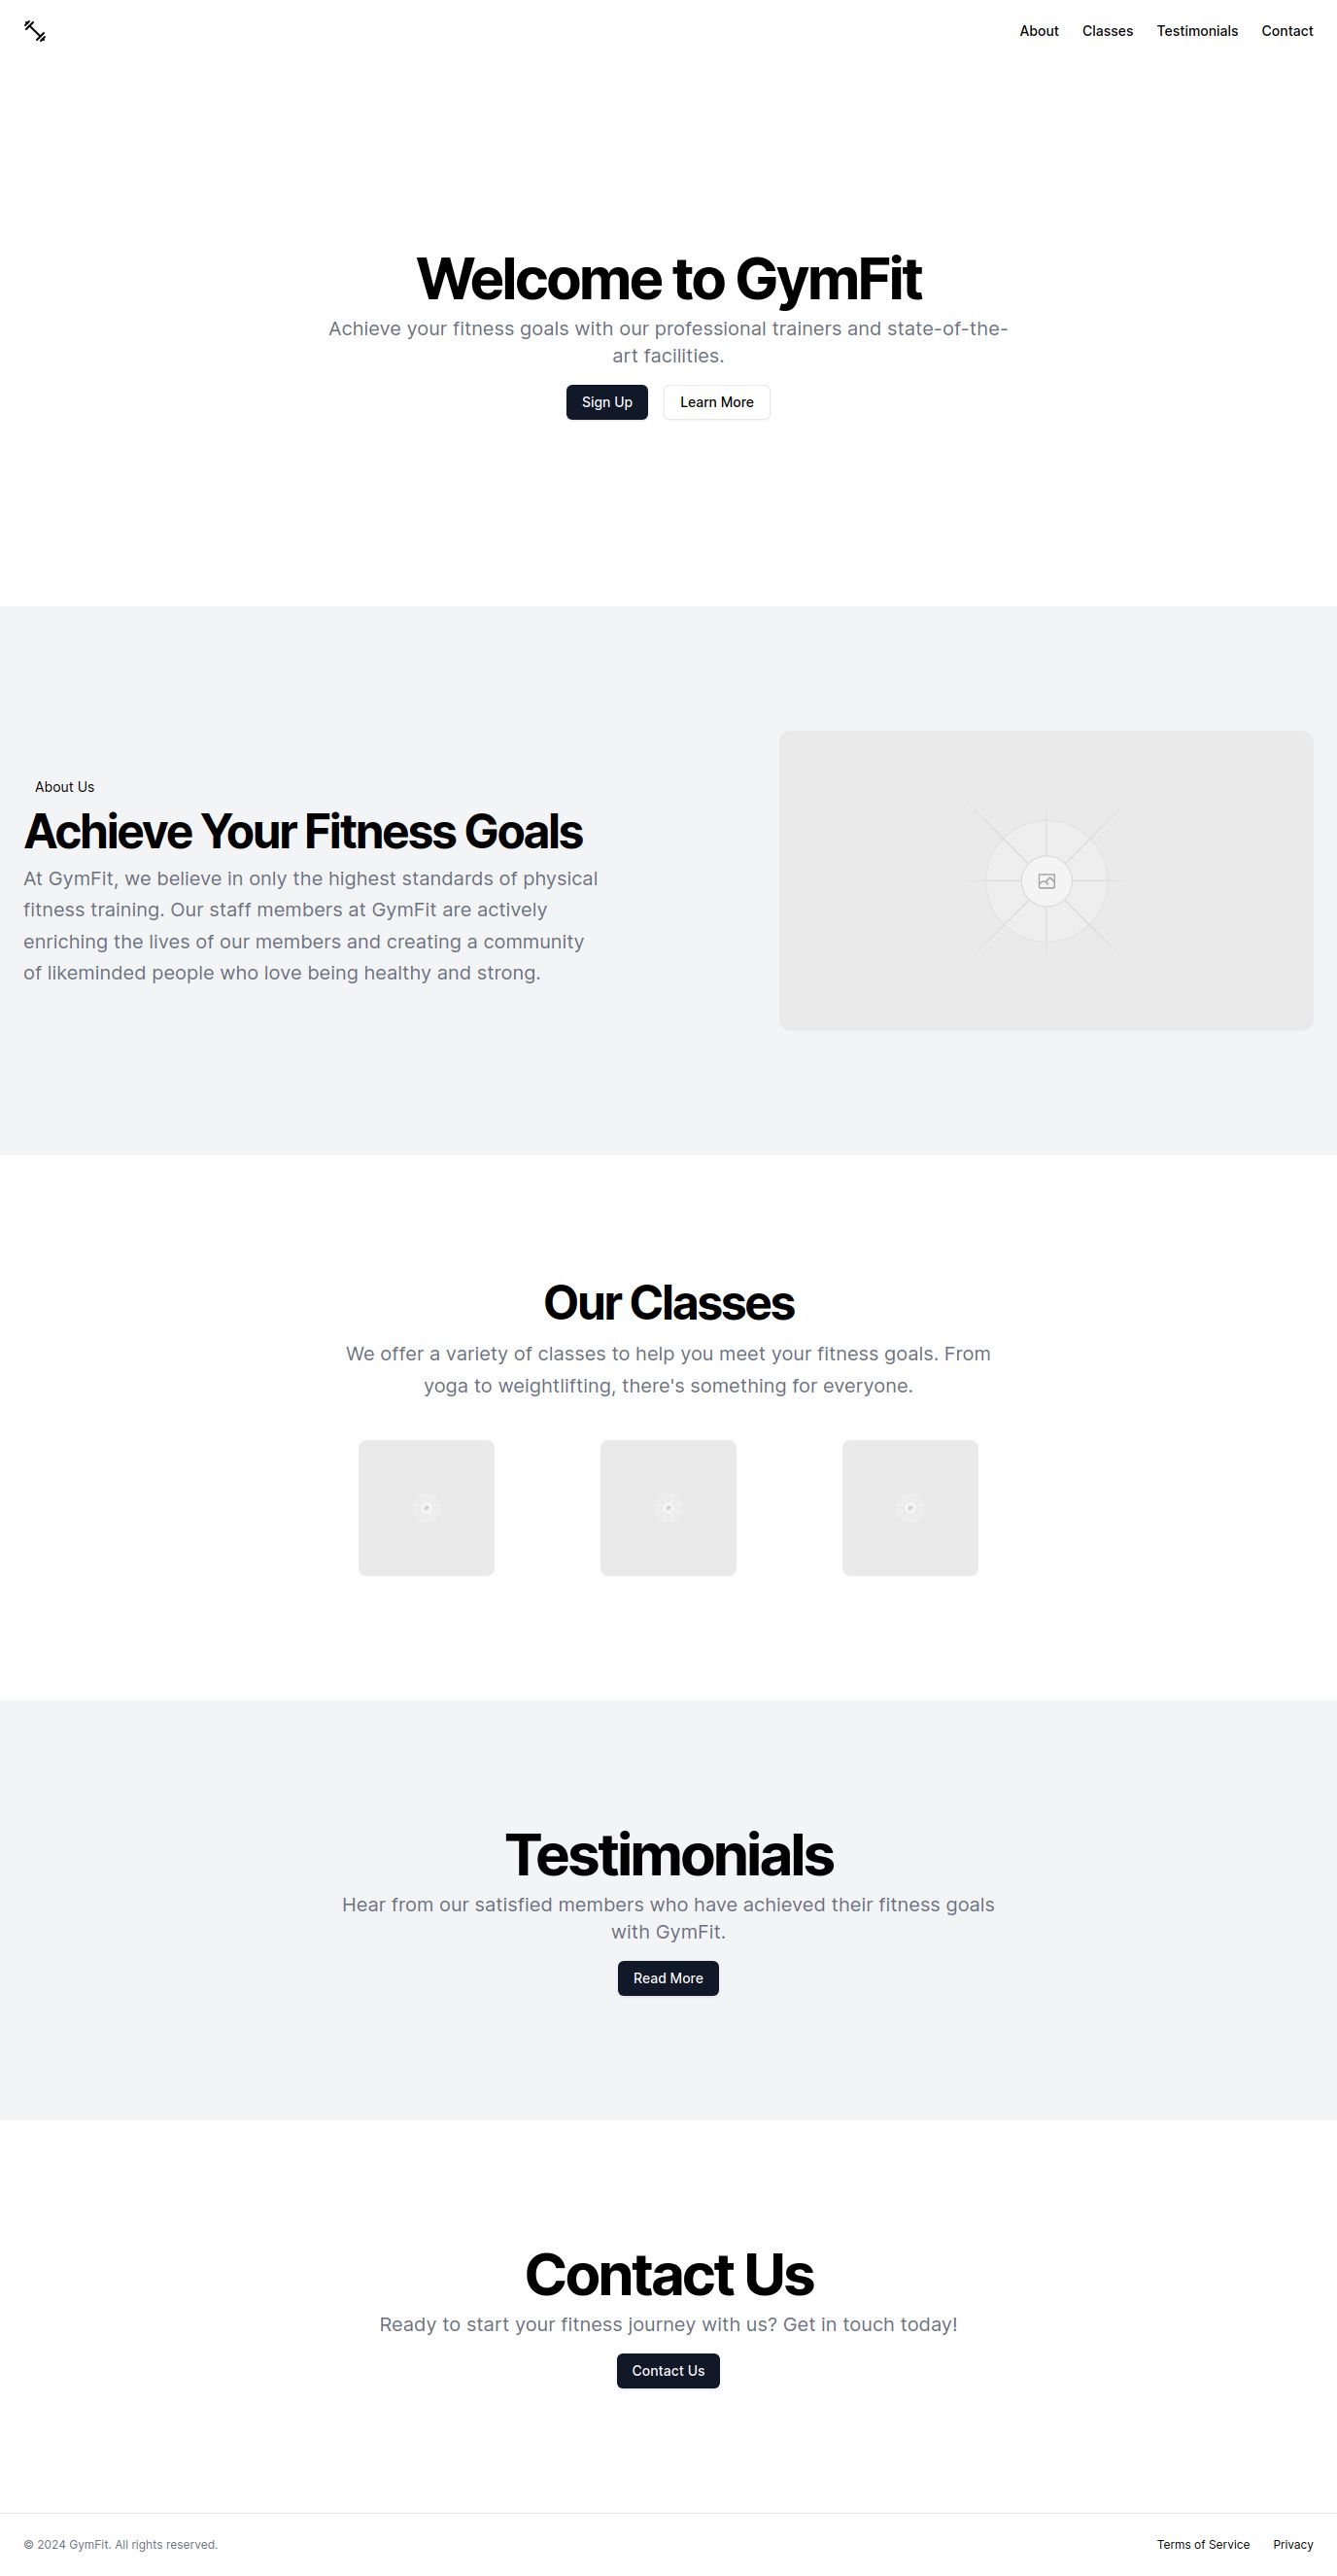 About Classes Testimonials Contact
Welcome to GymFit
Achieve your fitness goals with our professional trainers and state-of-the-
art facilities.
Sign Up Learn More
About Us
Achieve Your Fitness Goals
At GymFit, we believe in only the highest standards of physical
fitness training. Our staff members at GymFit are actively
enriching the lives of our members and creating a community
of likeminded people who love being healthy and strong.
Our Classes
We offer a variety of classes to help you meet your fitness goals. From
yoga to weightlifting, there's something for everyone.
Testimonials
Hear from our satisfied members who have achieved their fitness goals
with GymFit.
Read More
Contact Us
Ready to start your fitness journey with us? Get in touch today!
Contact Us
© 2024 GymFit. All rights reserved. Terms of Service Privacy